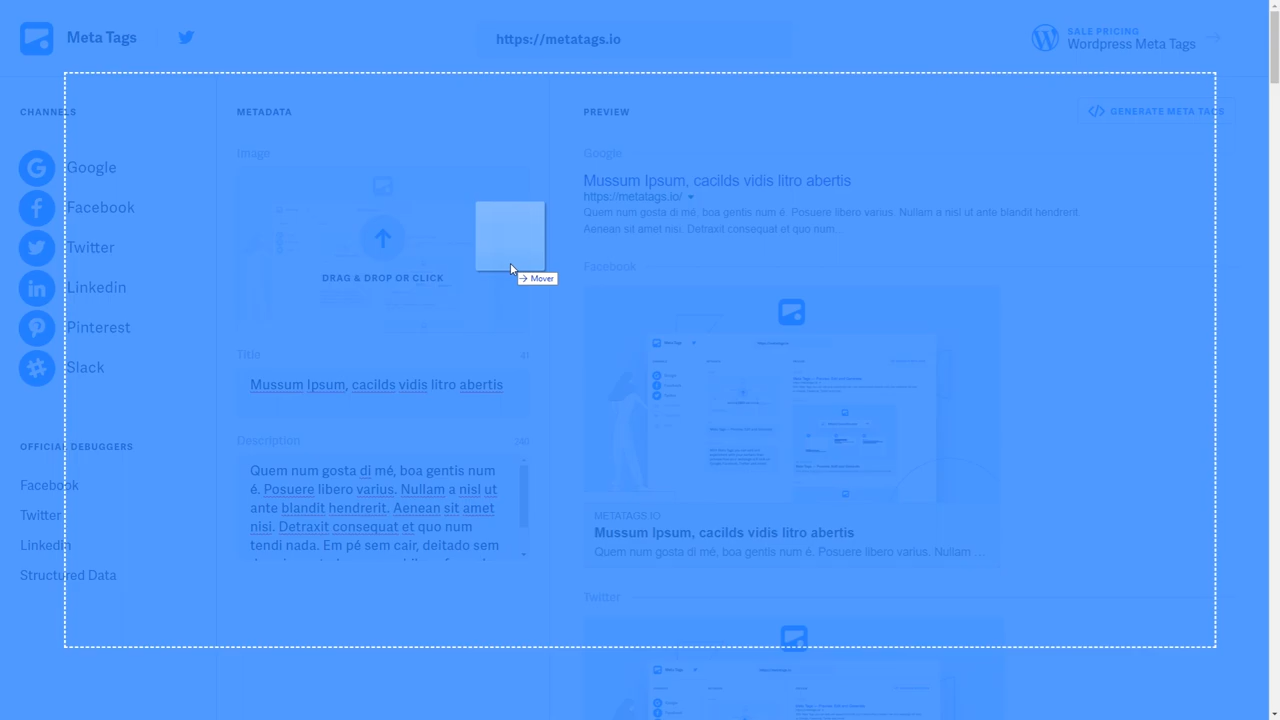 Meta Tags
https://metatags.io
SALE PRICING
Wordpress Meta Tags
CHANNELS
Google
Facebook
Twitter
Linkedin
Pinterest
Slack
OFFICIAL DEBUGGERS
Facebook
Twitter
Linkedin
Structured Data
METADATA
Image
DRAG & DROP OR CLICK
→ Mover
Title
41
Mussum Ipsum, cacilds vidis litro abertis
Description
240
Quem num gosta di mé, boa gentis num
é. Posuere libero varius. Nullam a nisl ut
ante blandit hendrerit. Aenean sit amet
nisi. Detraxit consequat et quo num
tendi nada. Em pé sem cair, deitado sem
PREVIEW
GENERATE META TAGS
Google
Mussum Ipsum, cacilds vidis litro abertis
https://metatags.io/
Quem num gosta di mé, boa gentis num é. Posuere libero varius. Nullam a nisl ut ante blandit hendrerit.
Aenean sit amet nisi. Detraxit consequat et quo num...
Facebook
METATAGS.IO
Mussum Ipsum, cacilds vidis litro abertis
Quem num gosta di mé, boa gentis num é. Posuere libero varius. Nullam ...
Twitter